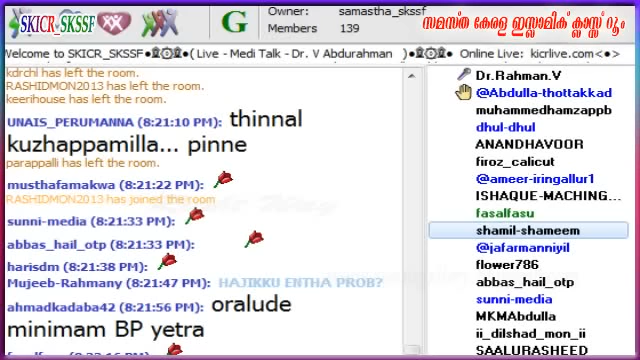 SKICR_SKSSF
G
Owner: samastha_skssf
Members 139
സമസ്ത കേരള ഇസ്ലാമിക് ക്ലാസ്സ് റൂം
Welcome to SKICR_SKSSF ( Live - Medi Talk - Dr. V Abdurahman ) Online Live: kicrlive.com
kdrchl has left the room.
RASHIDMON2013 has left the room.
keerihouse has left the room.
UNAIS_PERUMANNA (8:21:10 PM): thinnal
kuzhappamilla... pinne
parappalli has left the room.
musthafamakwa (8:21:22 PM):
RASHIDMON2013 has joined the room
sunni-media (8:21:33 PM):
abbas_hail_otp (8:21:33 PM):
harisdm (8:21:38 PM):
Mujeeb-Rahmany (8:21:47 PM): HAJIKKU ENTHA PROB?
ahmadkadaba42 (8:21:56 PM): oralude
minimam BP yetra
Dr.Rahman.V
@Abdulla-thottakkad
muhammedhamzappb
dhul-dhul
ANANDHAVOOR
firoz_calicut
@ameer-iringallur1
ISHAQUE-MACHING...
fasalfasu
shamil-shameem
@jafarmanniyil
flower786
abbas_hail_otp
sunni-media
MKMAbdulla
ii_dilshad_mon_ii
SAALURASHEED